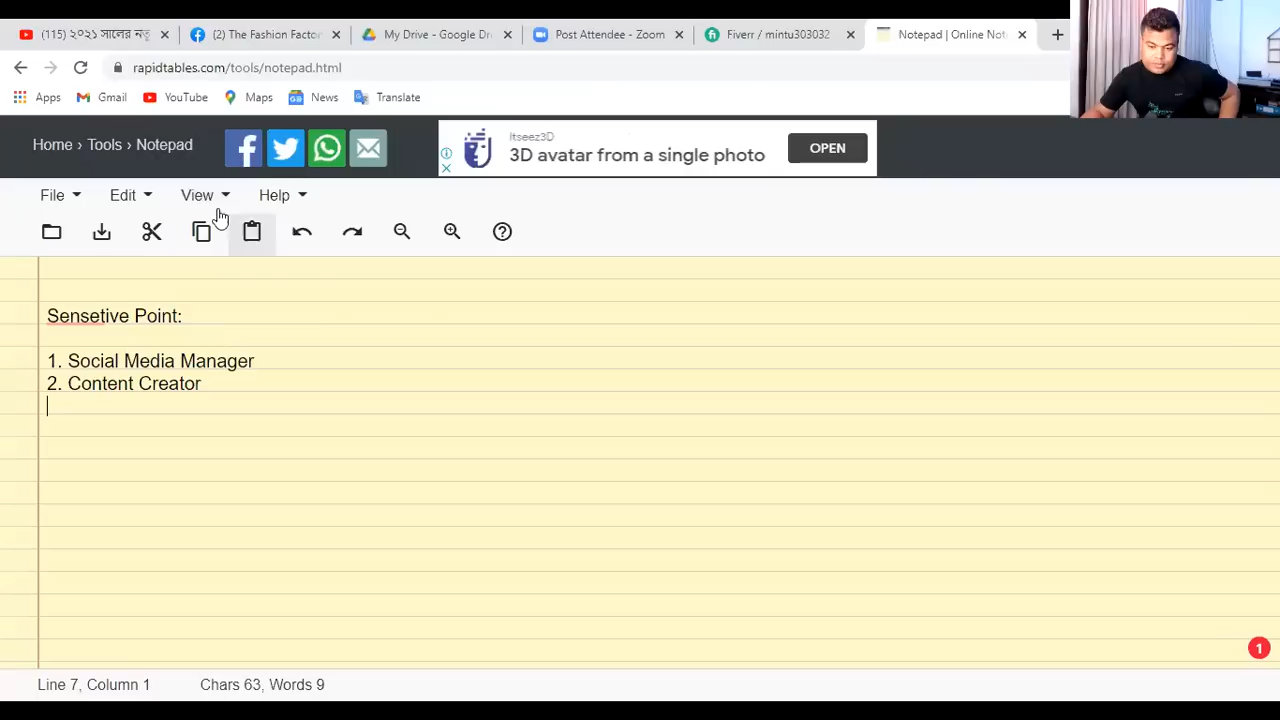 (115) ২০২১ সালের নতু
(2) The Fashion Factor
My Drive - Google Dr
Post Attendee - Zoom
Fiverr / mintu303032
Notepad | Online Not
rapidtables.com/tools/notepad.html
Apps Gmail YouTube Maps News Translate
Home › Tools › Notepad
Itseez3D
3D avatar from a single photo
OPEN
File Edit View Help
Sensetive Point:
1. Social Media Manager
2. Content Creator
1
Line 7, Column 1 Chars 63, Words 9